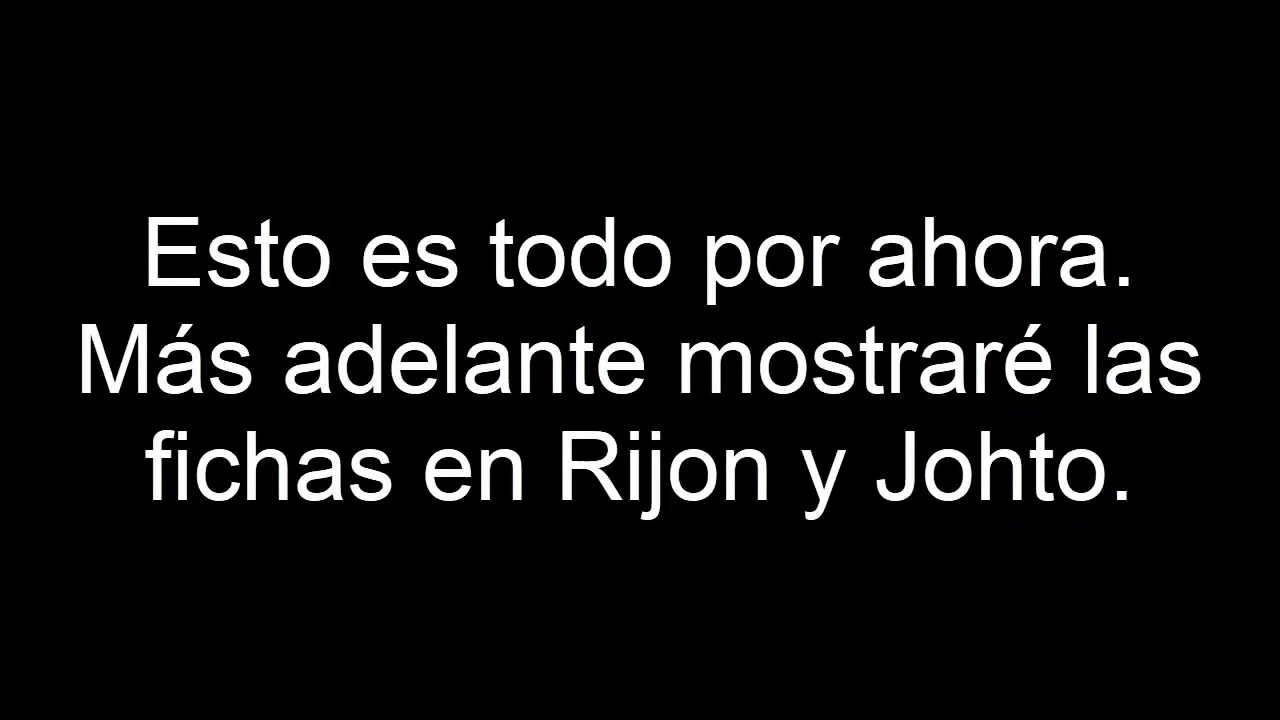 Esto es todo por ahora.
Más adelante mostraré las
fichas en Rijon y Johto.